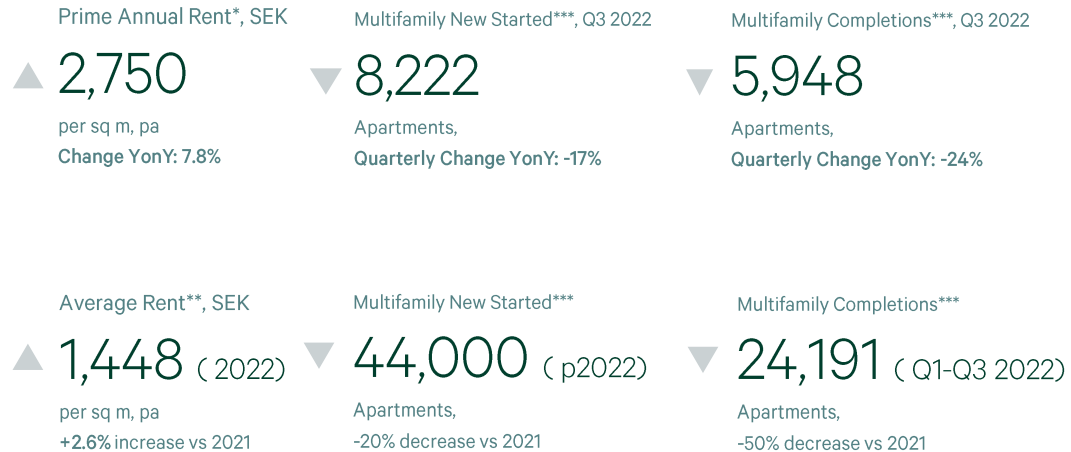 Prime Annual Rent*, SEK
2,750
per sq m, pa
Change YonY: 7.8%
Multifamily New Started***, Q3 2022
8,222
Apartments,
Quarterly Change YonY: -17%
Multifamily Completions***, Q3 2022
5,948
Apartments,
Quarterly Change YonY: -24%
Average Rent**, SEK
1,448 ( 2022)
per sq m, pa
+2.6% increase vs 2021
Multifamily New Started***
44,000 ( p2022)
Apartments,
-20% decrease vs 2021
Multifamily Completions***
24,191 ( Q1-Q3 2022)
Apartments,
-50% decrease vs 2021